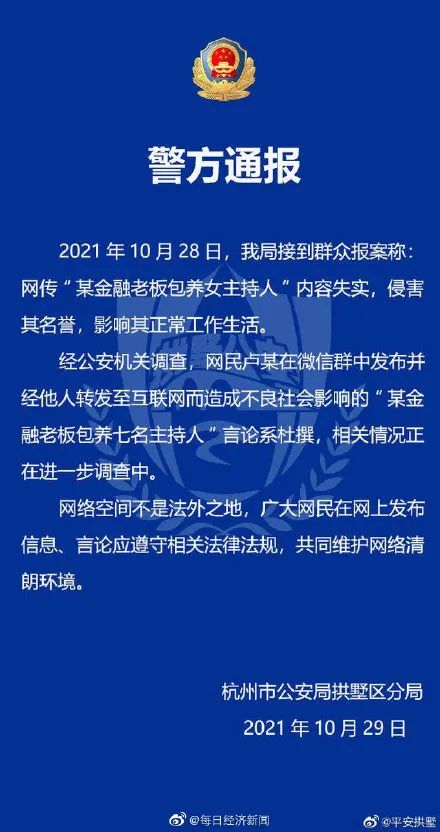 警方通报
2021 年 10 月 28 日，我局接到群众报案称：
网传“某金融老板包养女主持人”内容失实，侵害
其名誉，影响其正常工作生活。
经公安机关调查，网民卢某在微信群中发布并
经他人转发至互联网而造成不良社会影响的“某金
融老板包养七名主持人”言论系杜撰，相关情况正
在进一步调查中。
网络空间不是法外之地，广大网民在网上发布
信息、言论应遵守相关法律法规，共同维护网络清
朗环境。
杭州市公安局拱墅区分局
2021 年 10 月 29 日
@每日经济新闻
@平安拱墅